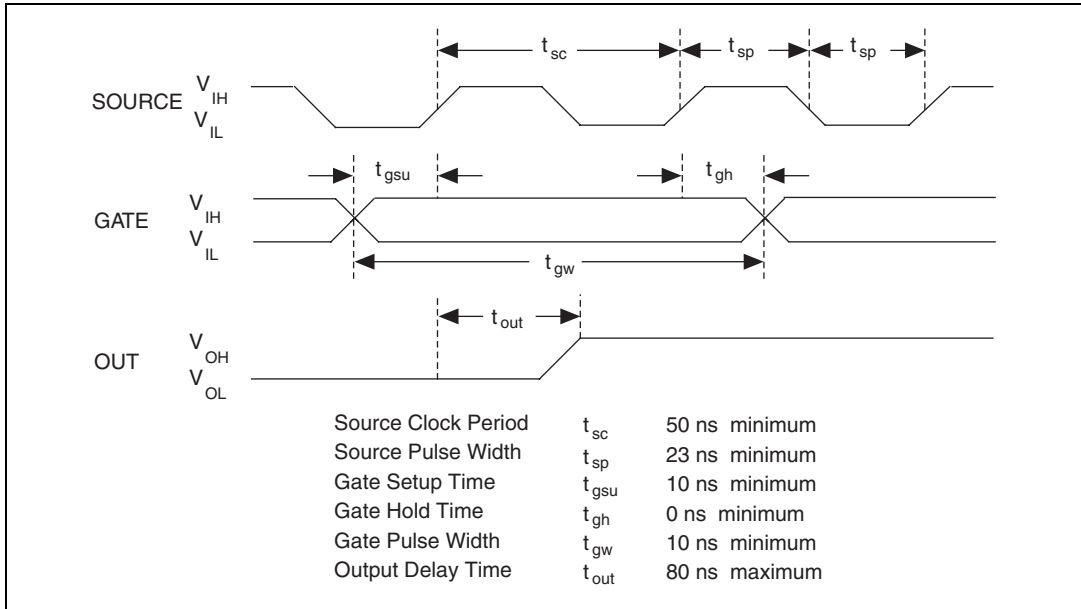 t sc t sp t sp
SOURCE V IH
V IL
t gsu t gh
GATE V IH
V IL
t gw
t out
OUT V OH
V OL
Source Clock Period t sc 50 ns minimum
Source Pulse Width t sp 23 ns minimum
Gate Setup Time t gsu 10 ns minimum
Gate Hold Time t gh 0 ns minimum
Gate Pulse Width t gw 10 ns minimum
Output Delay Time t out 80 ns maximum